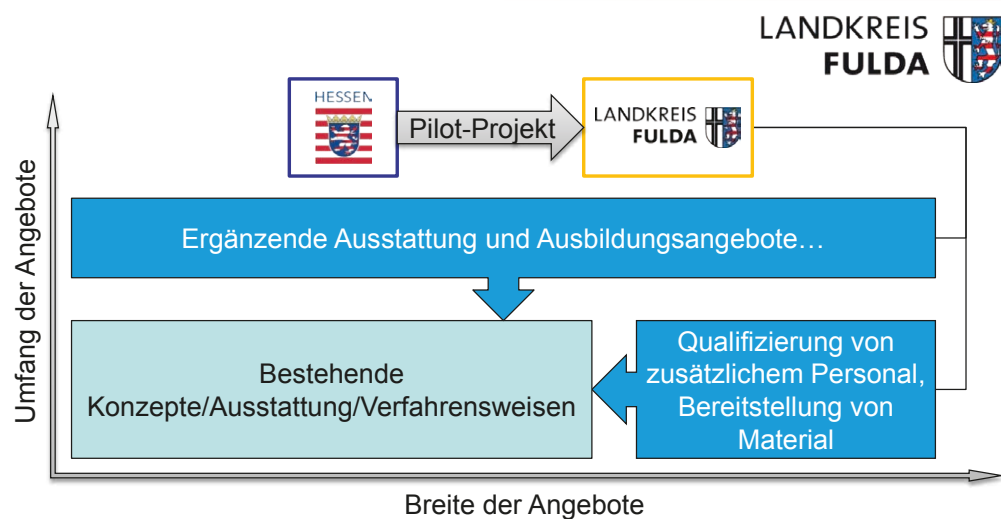 LANDKREIS
FULDA
HESSEN
Pilot-Projekt
LANDKREIS
FULDA
Umfang der Angebote
Ergänzende Ausstattung und Ausbildungsangebote…
Bestehende
Konzepte/Ausstattung/Verfahrensweisen
Qualifizierung von
zusätzlichem Personal,
Bereitstellung von
Material
Breite der Angebote